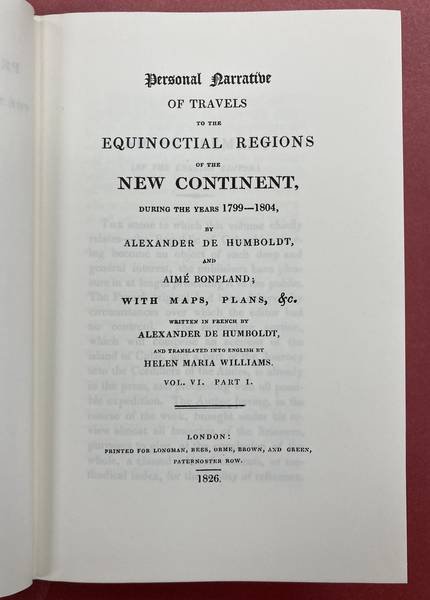 Personal Narrative
OF TRAVELS
TO THE
EQUINOCTIAL REGIONS
OF THE
NEW CONTINENT,
DURING THE YEARS 1799—1804,
BY
ALEXANDER DE HUMBOLDT,
AND
AIMÉ BONPLAND;
WITH MAPS, PLANS, &c.
WRITTEN IN FRENCH BY
ALEXANDER DE HUMBOLDT,
AND TRANSLATED INTO ENGLISH BY
HELEN MARIA WILLIAMS.
VOL. VI. PART I.
LONDON:
PRINTED FOR LONGMAN, REES, ORME, BROWN, AND GREEN,
PATERNOSTER ROW.
1826.